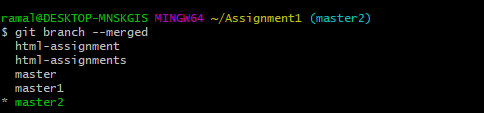 ramal@DESKTOP-MNSKGIS MINGW64 ~/Assignment1 (master2)
$ git branch --merged
html-assignment
html-assignments
master
master1
* master2